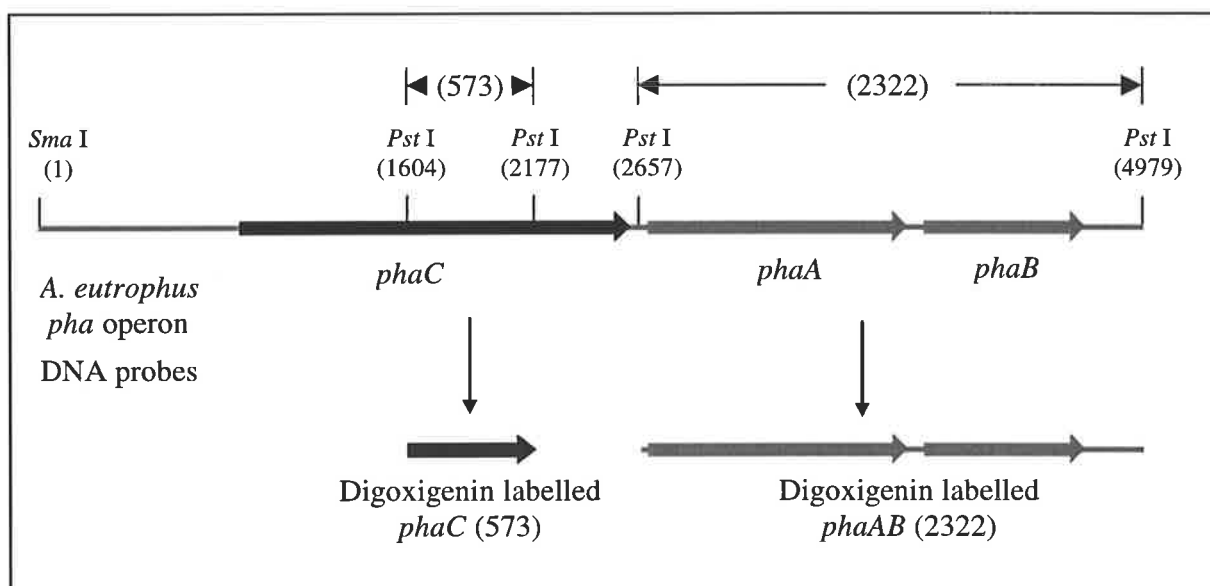 (573) (2322)
Sma I Pst I Pst I Pst I Pst I
(1) (1604) (2177) (2657) (4979)
phaC phaA phaB
A. eutrophus
pha operon
DNA probes
Digoxigenin labelled Digoxigenin labelled
phaC (573) phaAB (2322)